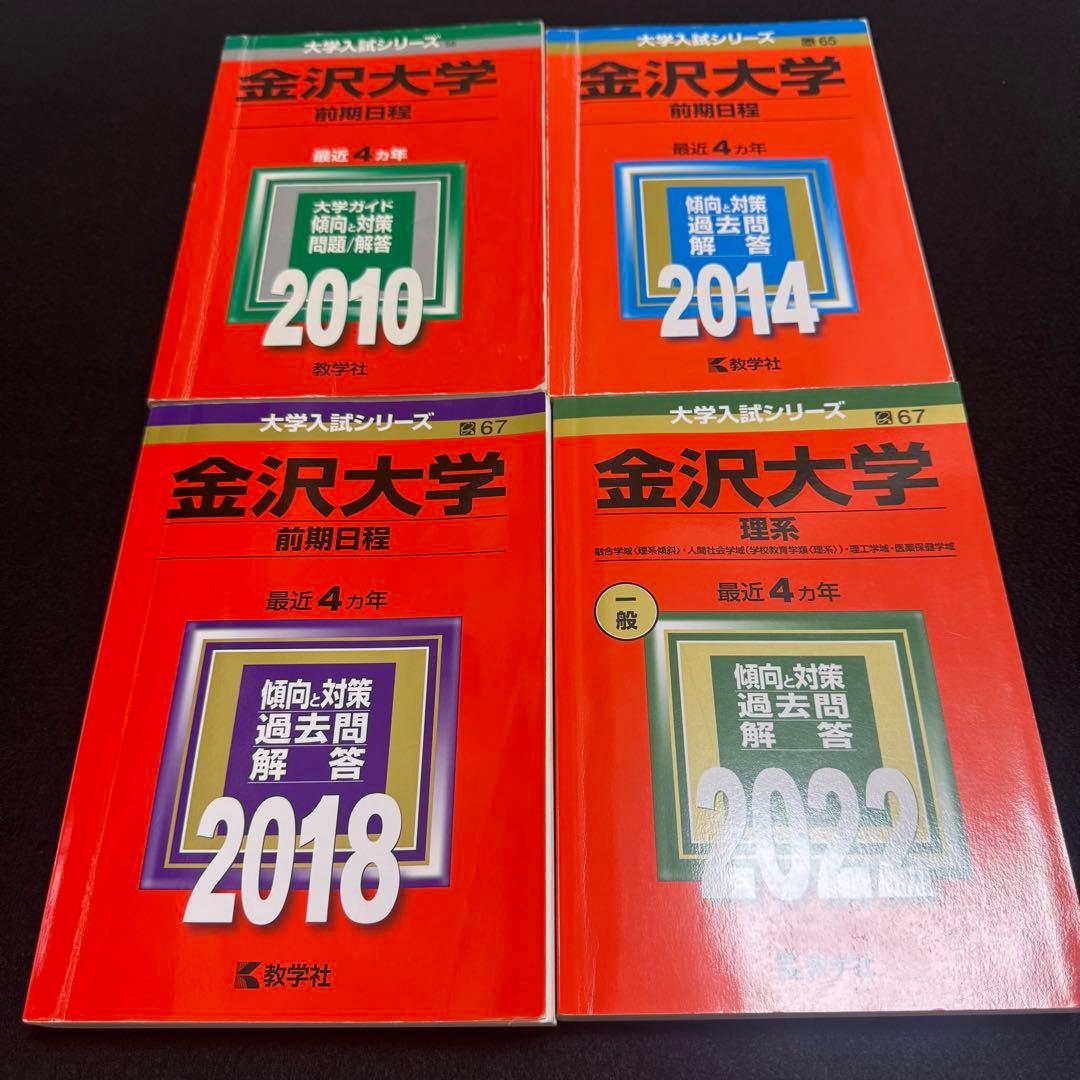 大学入試シリーズ
金沢大学
前期日程
最近4ヵ年
大学ガイド
傾向と対策
問題/解答
2010
教学社
大学入試シリーズ 65
金沢大学
前期日程
最近4ヵ年
傾向と対策
過去問
解答
2014
教学社
大学入試シリーズ 67
金沢大学
前期日程
最近4ヵ年
傾向と対策
過去問
解答
2018
教学社
大学入試シリーズ 67
金沢大学
理系
融合学域〈理系傾斜〉・人間社会学域(学校教育学類〈理系〉)・理工学域・医薬保健学域
最近4ヵ年
一般
傾向と対策
過去問
解答
2022
教学社